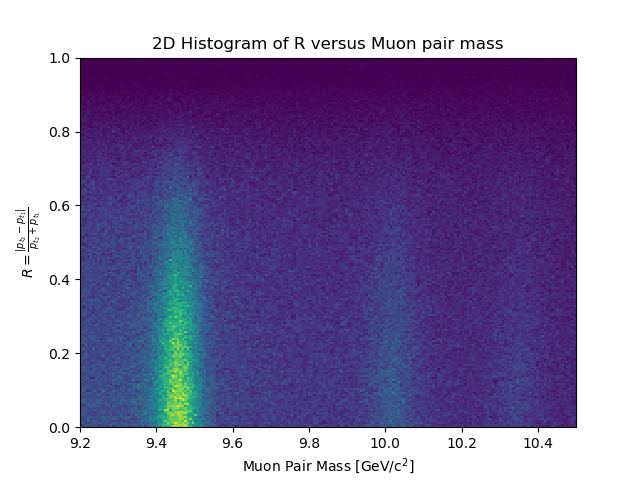 2D Histogram of R versus Muon pair mass
1.0
0.8
0.6
0.4
0.2
0.0
R = |p_{t_2} - p_{t_1}| / p_{t_2} + p_{t_1}
9.2 9.4 9.6 9.8 10.0 10.2 10.4
Muon Pair Mass [GeV/c²]